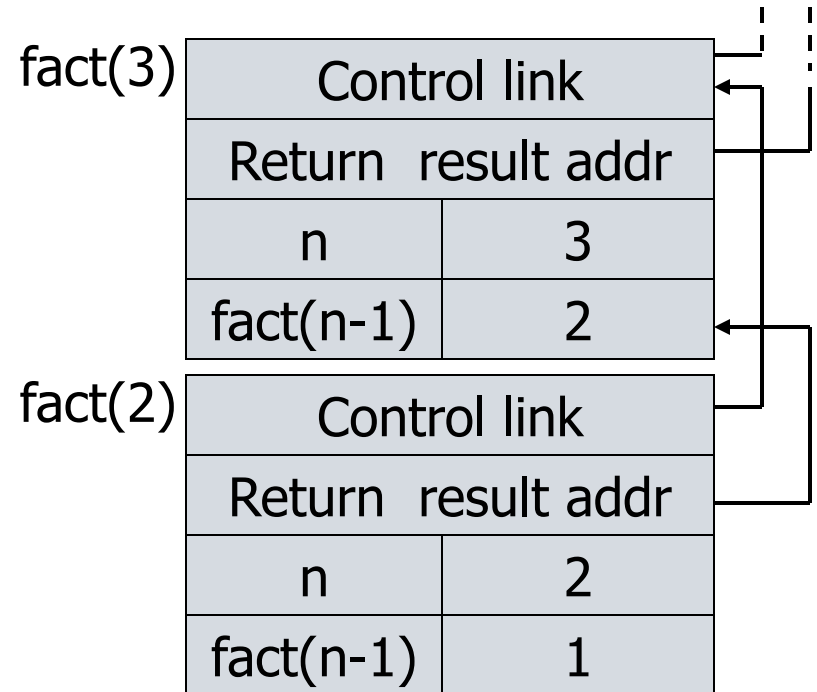 fact(3)
Control link
Return result addr
n 3
fact(n-1) 2
fact(2)
Control link
Return result addr
n 2
fact(n-1) 1